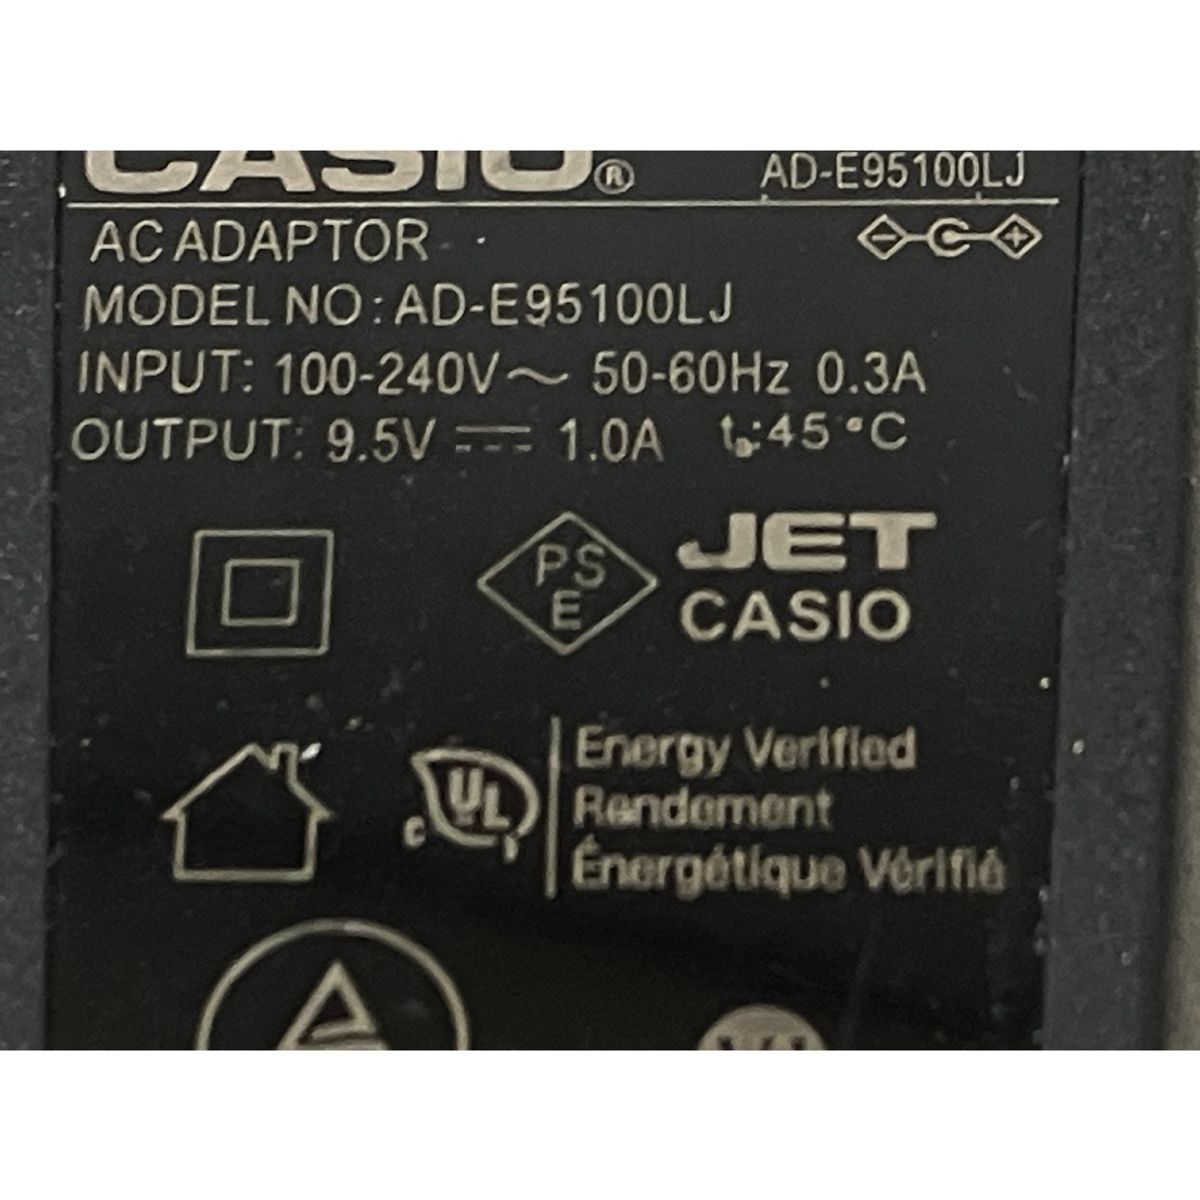 CASIO® AD-E95100LJ
AC ADAPTOR
MODEL NO: AD-E95100LJ
INPUT: 100-240V~ 50-60Hz 0.3A
OUTPUT: 9.5V ⎓ 1.0A ta:45°C
PS
E
JET
CASIO
c UL
Energy Verified
Rendement
Énergétique Vérifié